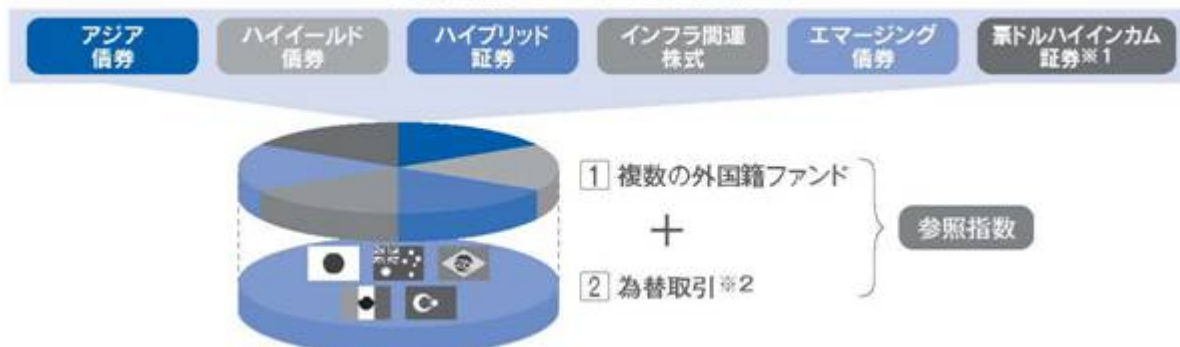 アジア
債券
ハイイールド
債券
ハイブリッド
証券
インフラ関連
株式
エマージング
債券
豪ドルハイインカム
証券※1
1 複数の外国籍ファンド
+
2 為替取引※2
参照指数